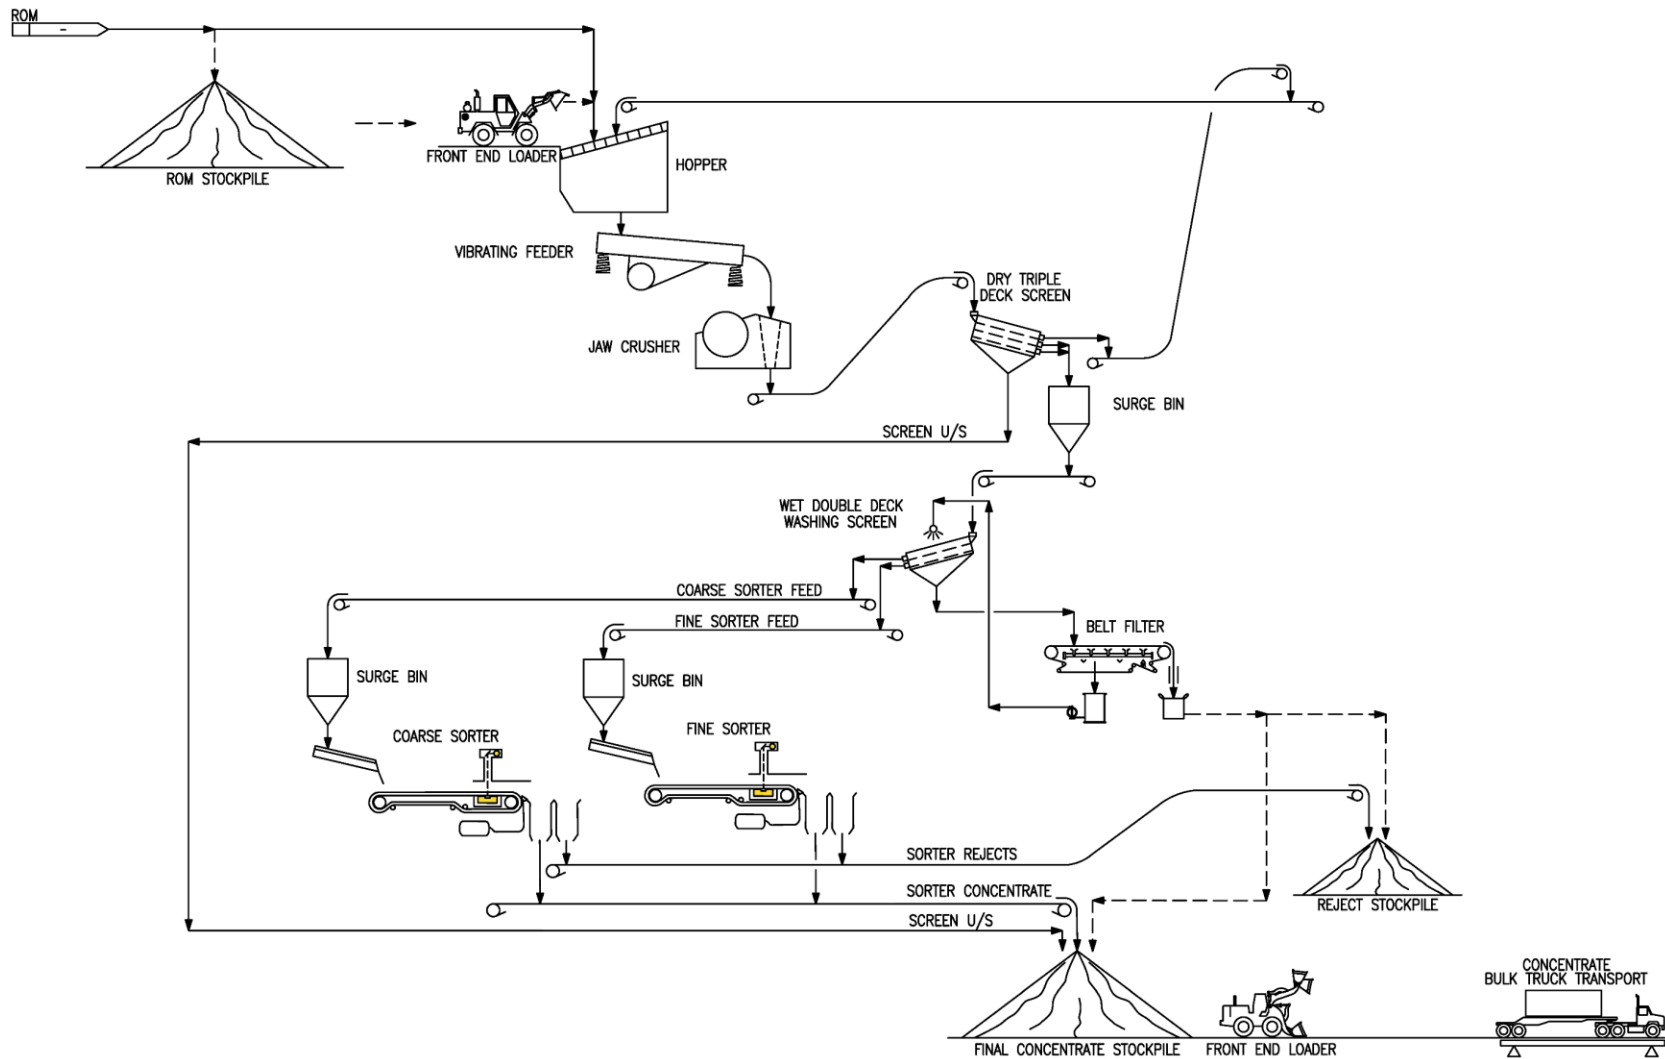 ROM
ROM STOCKPILE
FRONT END LOADER
HOPPER
VIBRATING FEEDER
JAW CRUSHER
DRY TRIPLE
DECK SCREEN
SURGE BIN
SCREEN U/S
WET DOUBLE DECK
WASHING SCREEN
COARSE SORTER FEED
FINE SORTER FEED
BELT FILTER
SURGE BIN
SURGE BIN
COARSE SORTER
FINE SORTER
SORTER REJECTS
SORTER CONCENTRATE
REJECT STOCKPILE
SCREEN U/S
CONCENTRATE
BULK TRUCK TRANSPORT
FINAL CONCENTRATE STOCKPILE
FRONT END LOADER